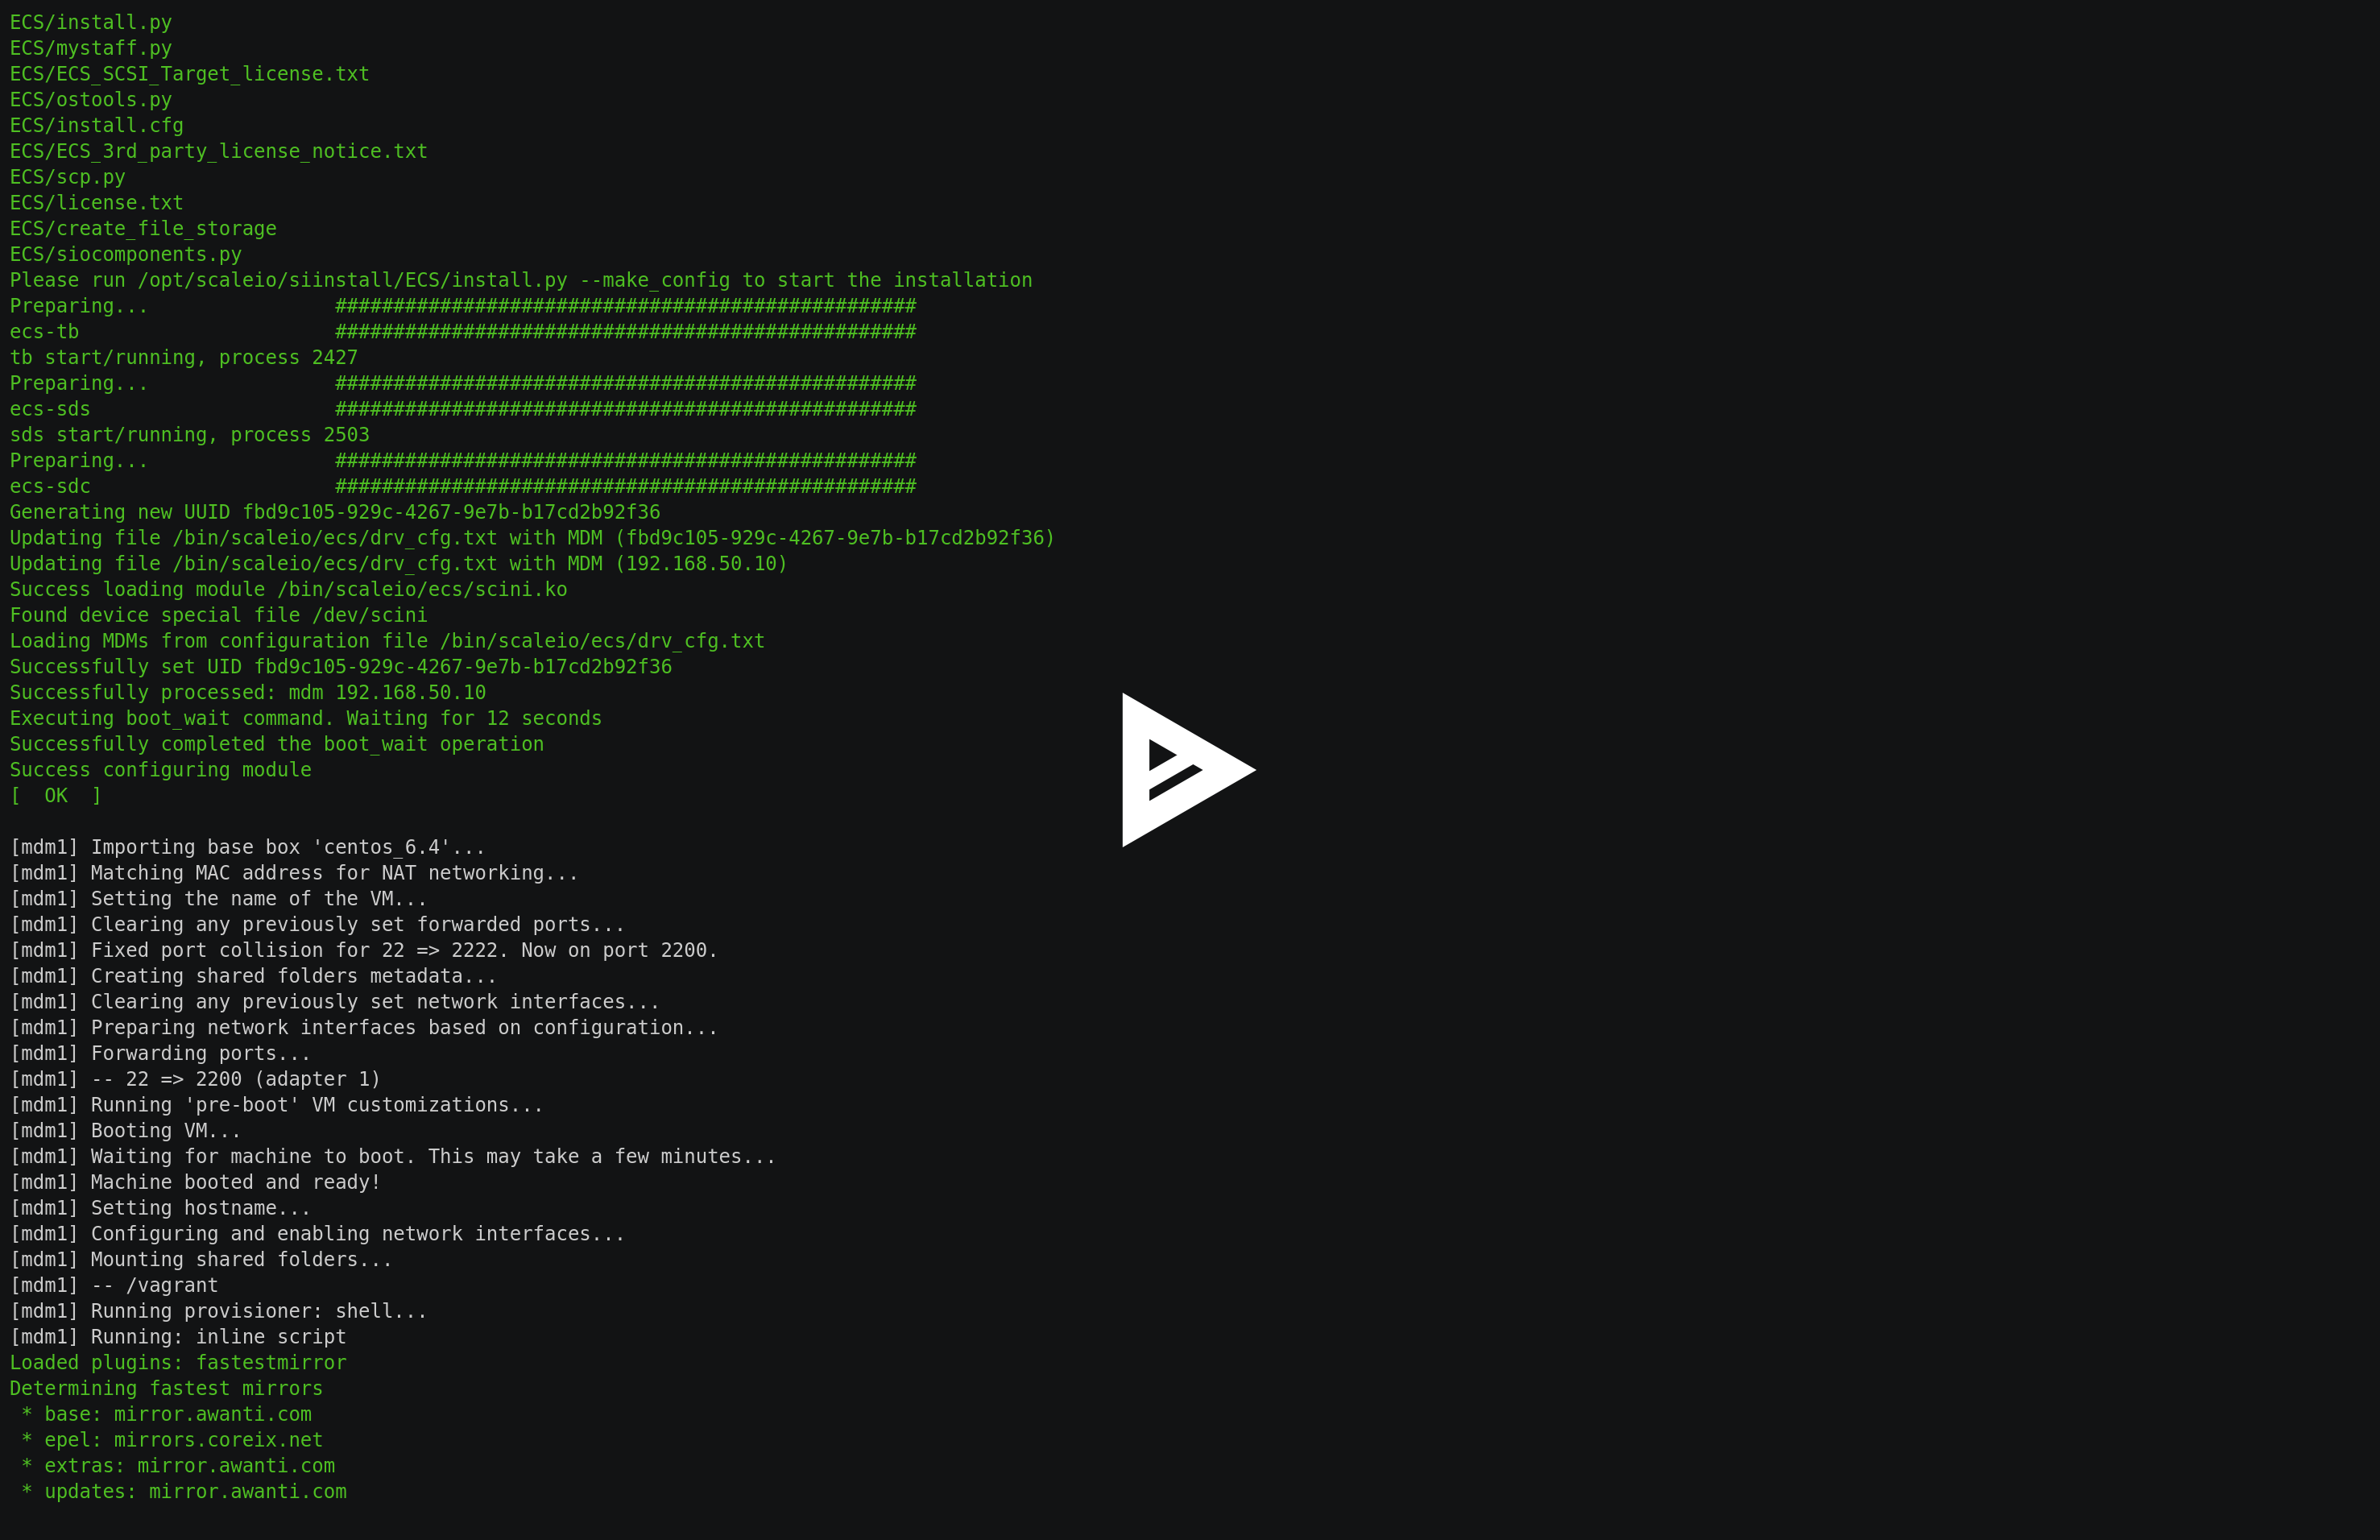 ECS/install.py
ECS/mystaff.py
ECS/ECS_SCSI_Target_license.txt
ECS/ostools.py
ECS/install.cfg
ECS/ECS_3rd_party_license_notice.txt
ECS/scp.py
ECS/license.txt
ECS/create_file_storage
ECS/siocomponents.py
Please run /opt/scaleio/siinstall/ECS/install.py --make_config to start the installation
Preparing...                ##################################################
ecs-tb                      ##################################################
tb start/running, process 2427
Preparing...                ##################################################
ecs-sds                     ##################################################
sds start/running, process 2503
Preparing...                ##################################################
ecs-sdc                     ##################################################
Generating new UUID fbd9c105-929c-4267-9e7b-b17cd2b92f36
Updating file /bin/scaleio/ecs/drv_cfg.txt with MDM (fbd9c105-929c-4267-9e7b-b17cd2b92f36)
Updating file /bin/scaleio/ecs/drv_cfg.txt with MDM (192.168.50.10)
Success loading module /bin/scaleio/ecs/scini.ko
Found device special file /dev/scini
Loading MDMs from configuration file /bin/scaleio/ecs/drv_cfg.txt
Successfully set UID fbd9c105-929c-4267-9e7b-b17cd2b92f36
Successfully processed: mdm 192.168.50.10
Executing boot_wait command. Waiting for 12 seconds
Successfully completed the boot_wait operation
Success configuring module
[  OK  ]
[mdm1] Importing base box 'centos_6.4'...
[mdm1] Matching MAC address for NAT networking...
[mdm1] Setting the name of the VM...
[mdm1] Clearing any previously set forwarded ports...
[mdm1] Fixed port collision for 22 => 2222. Now on port 2200.
[mdm1] Creating shared folders metadata...
[mdm1] Clearing any previously set network interfaces...
[mdm1] Preparing network interfaces based on configuration...
[mdm1] Forwarding ports...
[mdm1] -- 22 => 2200 (adapter 1)
[mdm1] Running 'pre-boot' VM customizations...
[mdm1] Booting VM...
[mdm1] Waiting for machine to boot. This may take a few minutes...
[mdm1] Machine booted and ready!
[mdm1] Setting hostname...
[mdm1] Configuring and enabling network interfaces...
[mdm1] Mounting shared folders...
[mdm1] -- /vagrant
[mdm1] Running provisioner: shell...
[mdm1] Running: inline script
Loaded plugins: fastestmirror
Determining fastest mirrors
 * base: mirror.awanti.com
 * epel: mirrors.coreix.net
 * extras: mirror.awanti.com
 * updates: mirror.awanti.com